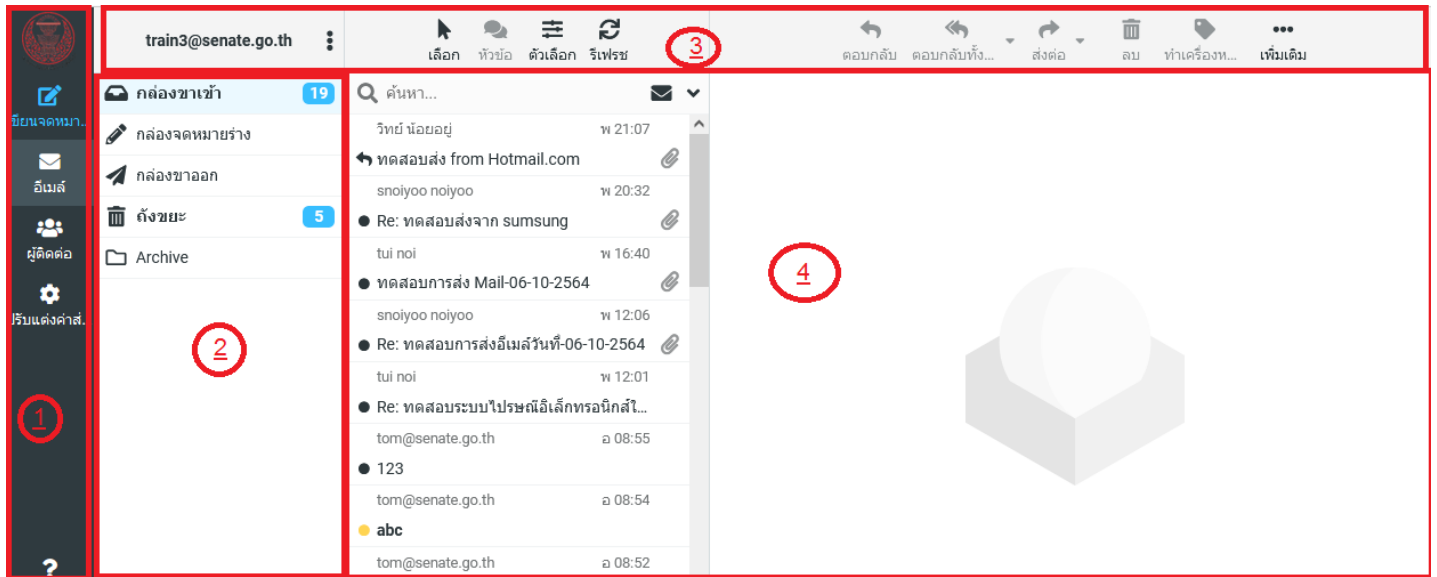 train3@senate.go.th
เลือก หัวข้อ ตัวเลือก รีเฟรช
3
ตอบกลับ ตอบกลับทั้ง... ส่งต่อ ลบ ทำเครื่องห... เพิ่มเติม
ขียนจดหมา..
อีเมล์
ผู้ติดต่อ
ปรับแต่งค่าส่.
1
?
กล่องขาเข้า 19
กล่องจดหมายร่าง
กล่องขาออก
ถังขยะ 5
Archive
2
ค้นหา...
วิทย์ น้อยอยู่ พ 21:07
ทดสอบส่ง from Hotmail.com
snoiyoo noiyoo พ 20:32
Re: ทดสอบส่งจาก sumsung
tui noi พ 16:40
ทดสอบการส่ง Mail-06-10-2564
snoiyoo noiyoo พ 12:06
Re: ทดสอบการส่งอีเมล์วันที่-06-10-2564
tui noi พ 12:01
Re: ทดสอบระบบไปรษณีอิเล็กทรอนิกส์ใ...
tom@senate.go.th อ 08:55
123
tom@senate.go.th อ 08:54
abc
tom@senate.go.th อ 08:52
4